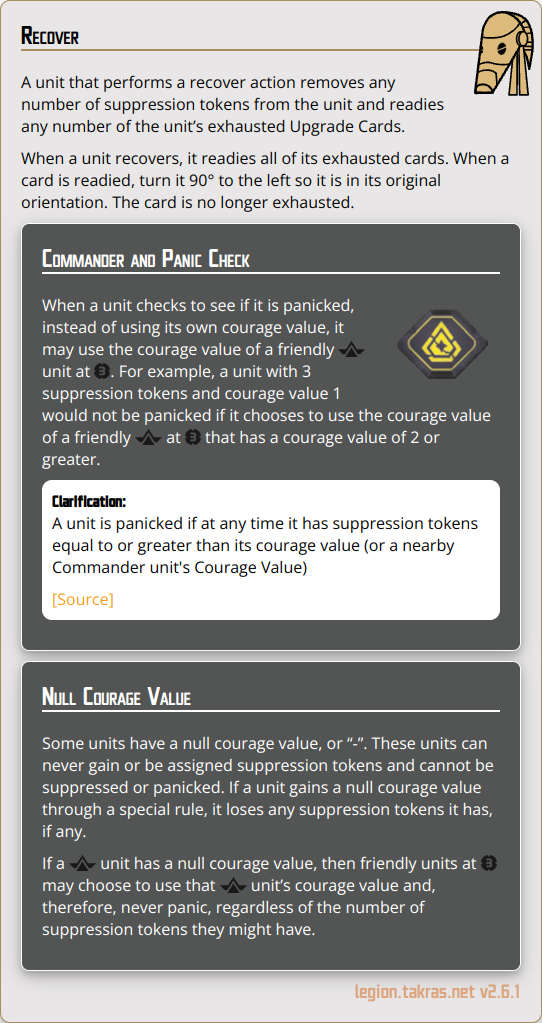 Recover
A unit that performs a recover action removes any
number of suppression tokens from the unit and readies
any number of the unit’s exhausted Upgrade Cards.
When a unit recovers, it readies all of its exhausted cards. When a
card is readied, turn it 90° to the left so it is in its original
orientation. The card is no longer exhausted.
Commander and Panic Check
When a unit checks to see if it is panicked,
instead of using its own courage value, it
may use the courage value of a friendly
unit at 3. For example, a unit with 3
suppression tokens and courage value 1
would not be panicked if it chooses to use the courage value
of a friendly at 3 that has a courage value of 2 or
greater.
Clarification:
A unit is panicked if at any time it has suppression tokens
equal to or greater than its courage value (or a nearby
Commander unit's Courage Value)
[Source]
Null Courage Value
Some units have a null courage value, or “-”. These units can
never gain or be assigned suppression tokens and cannot be
suppressed or panicked. If a unit gains a null courage value
through a special rule, it loses any suppression tokens it has,
if any.
If a unit has a null courage value, then friendly units at 3
may choose to use that unit’s courage value and,
therefore, never panic, regardless of the number of
suppression tokens they might have.
legion.takras.net v2.6.1